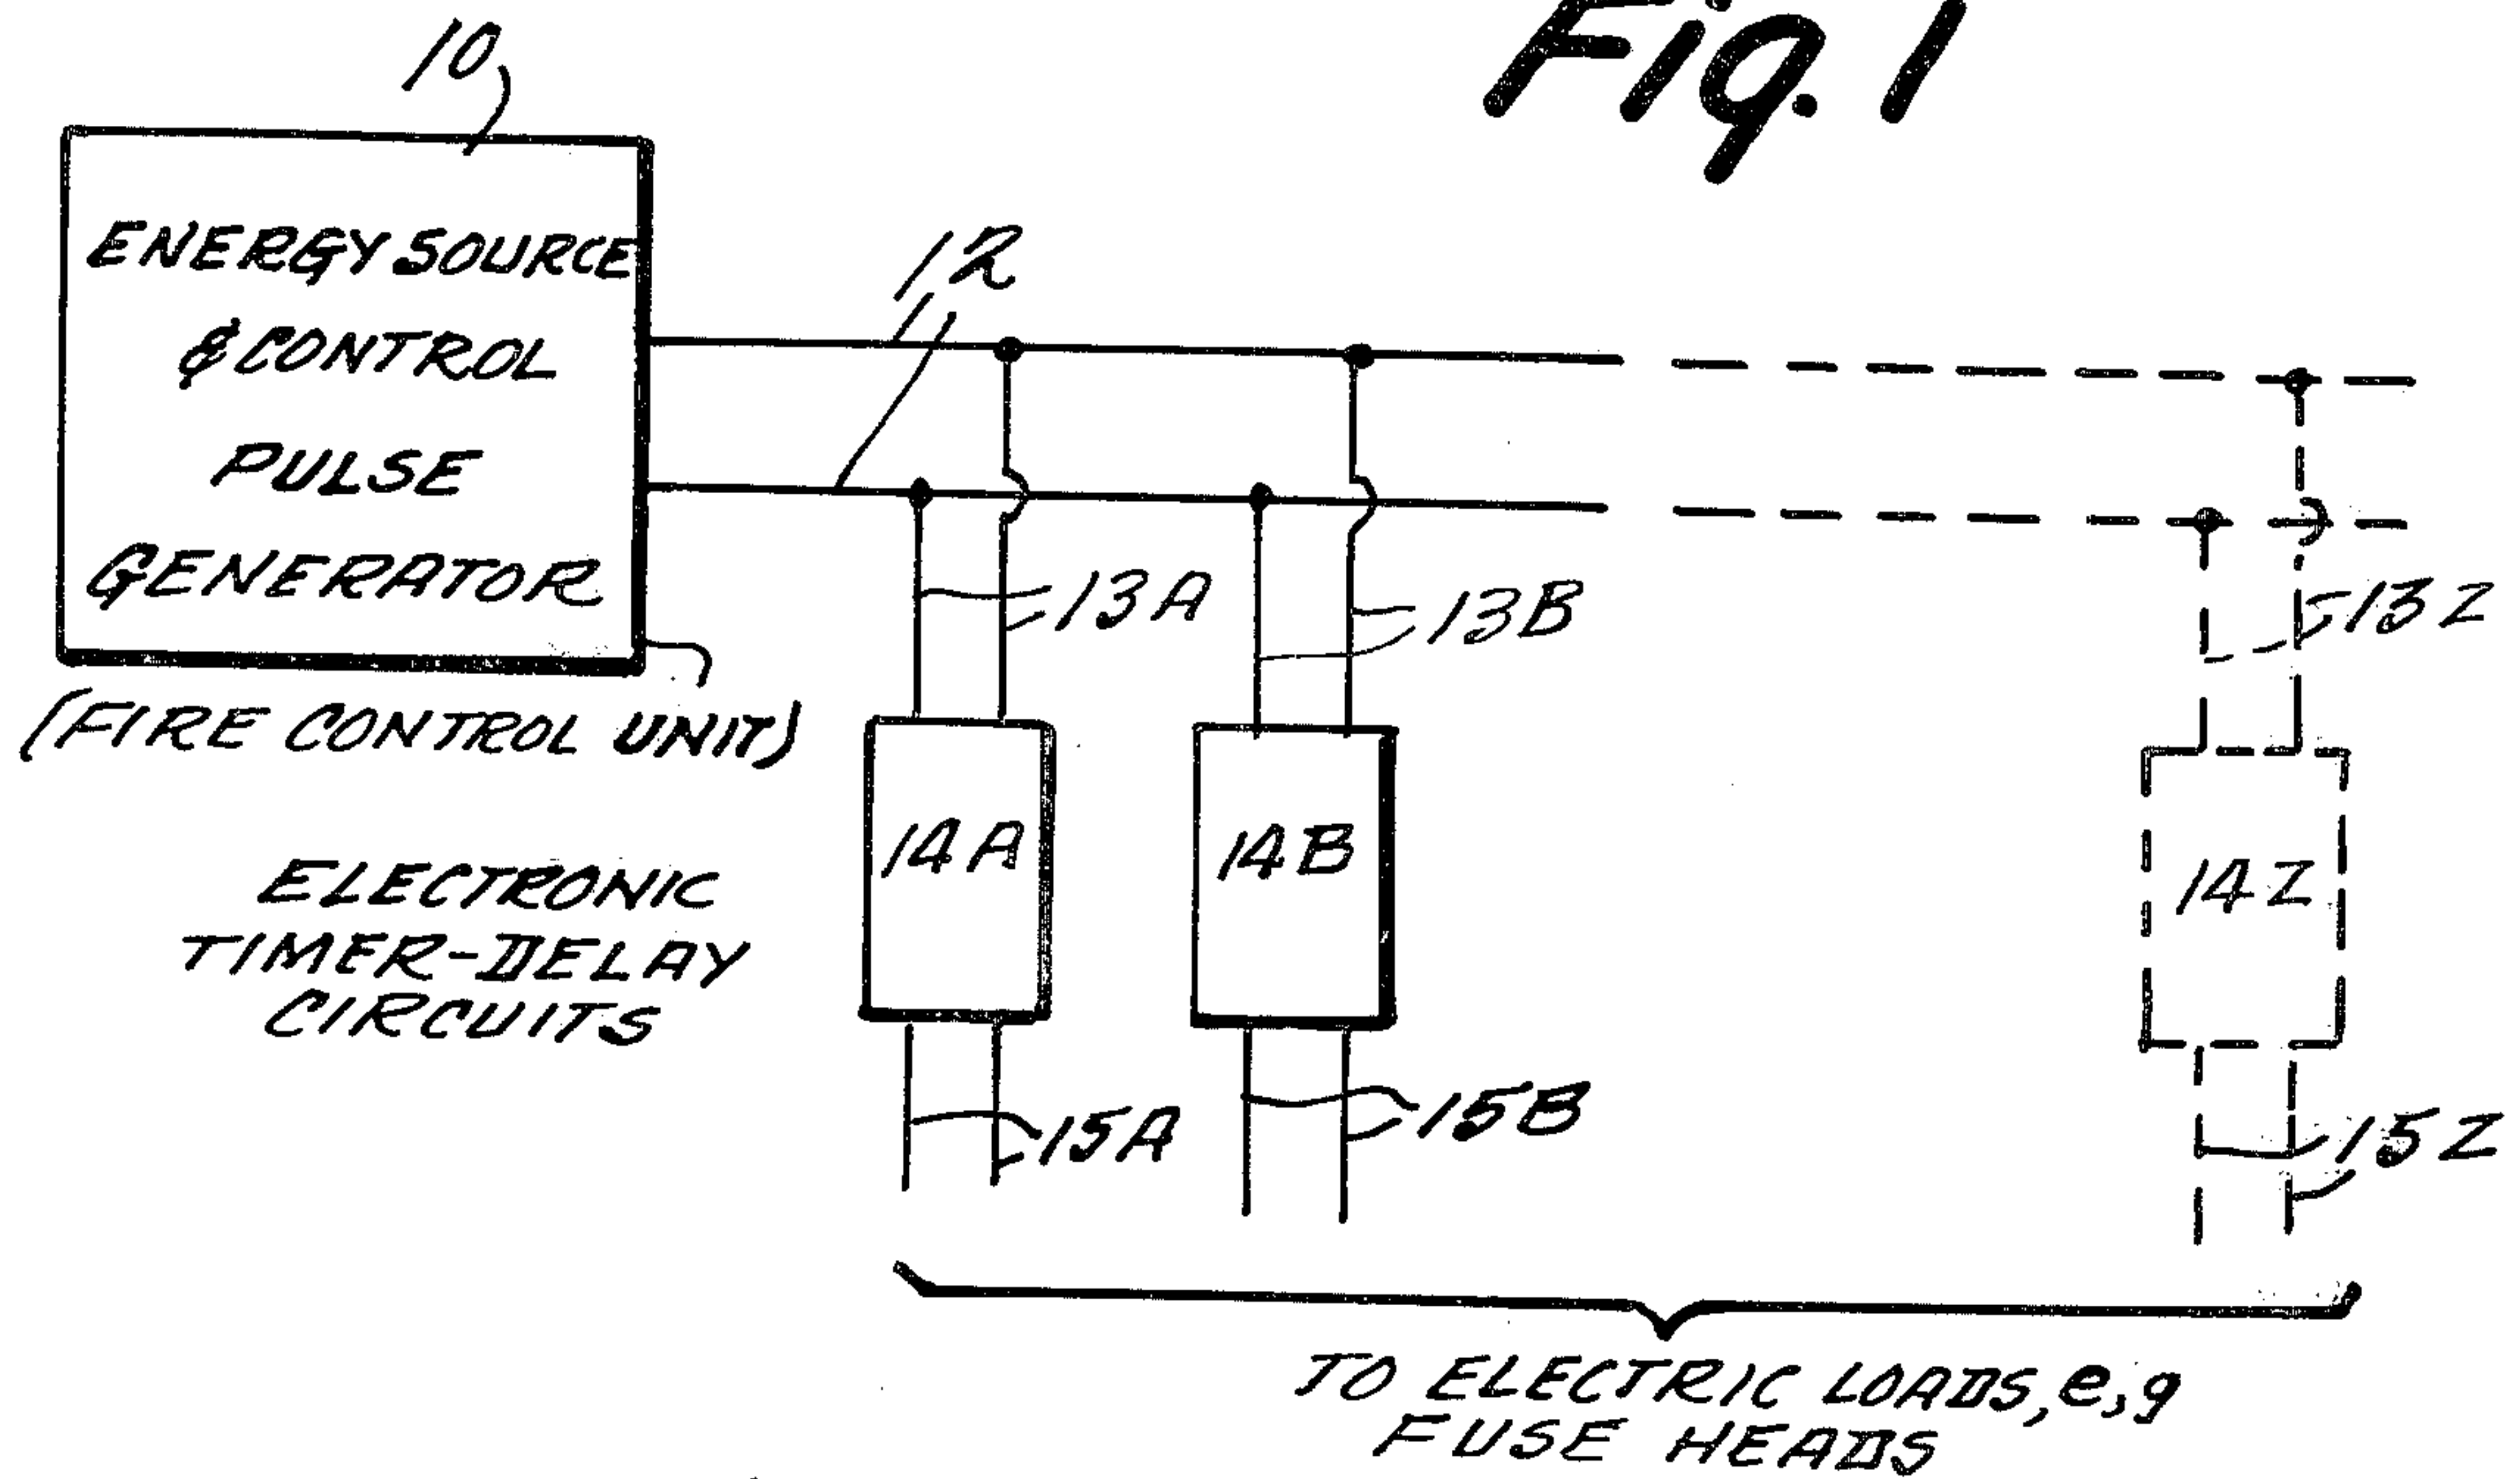 Fig. 1
10
ENERGY SOURCE
& CONTROL
PULSE
GENERATOR
(FIRE CONTROL UNIT)
12
13A
13B
13Z
14A
14B
14Z
ELECTRONIC
TIMER-DELAY
CIRCUITS
15A
15B
15Z
TO ELECTRIC LOADS, e, g
FUSE HEADS